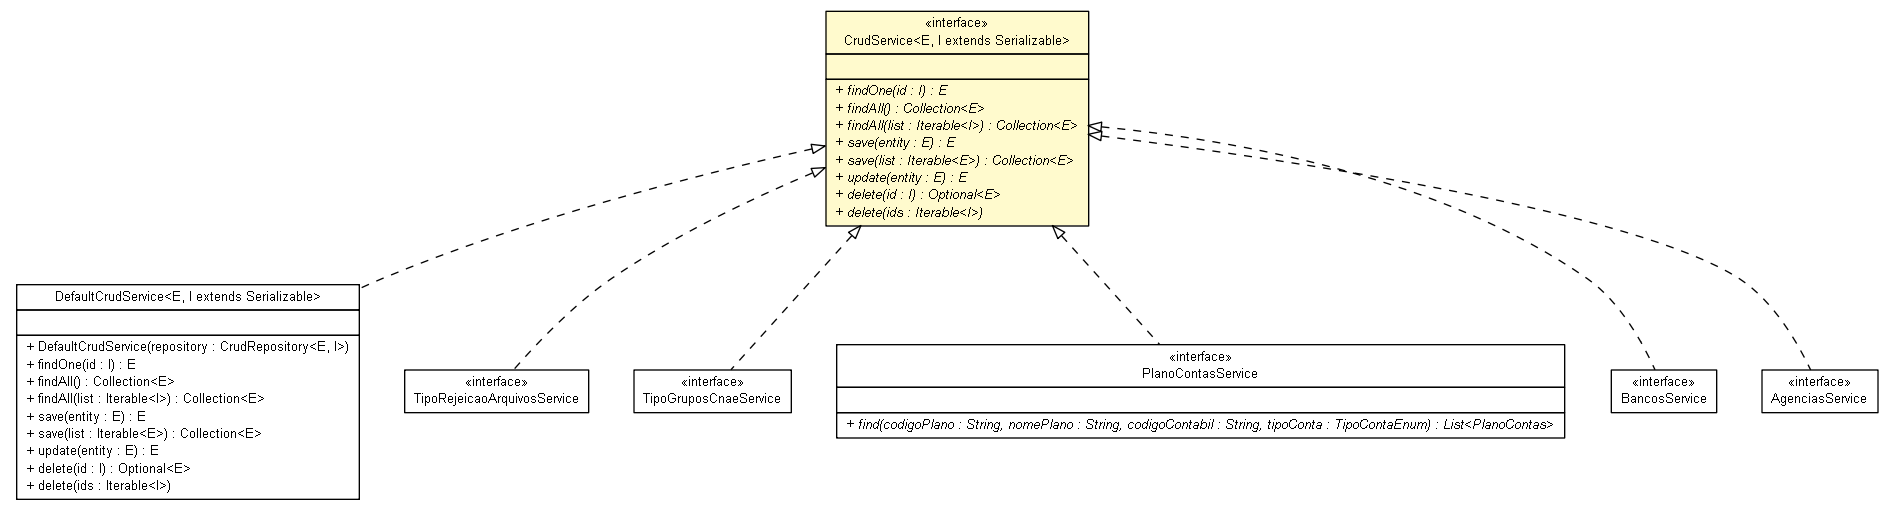 «interface»
CrudService<E, I extends Serializable>
+ findOne(id : I) : E
+ findAll() : Collection<E>
+ findAll(list : Iterable<I>) : Collection<E>
+ save(entity : E) : E
+ save(list : Iterable<E>) : Collection<E>
+ update(entity : E) : E
+ delete(id : I) : Optional<E>
+ delete(ids : Iterable<I>)
DefaultCrudService<E, I extends Serializable>
+ DefaultCrudService(repository : CrudRepository<E, I>)
+ findOne(id : I) : E
+ findAll() : Collection<E>
+ findAll(list : Iterable<I>) : Collection<E>
+ save(entity : E) : E
+ save(list : Iterable<E>) : Collection<E>
+ update(entity : E) : E
+ delete(id : I) : Optional<E>
+ delete(ids : Iterable<I>)
«interface»
TipoRejeicaoArquivosService
«interface»
TipoGruposCnaeService
«interface»
PlanoContasService
+ find(codigoPlano : String, nomePlano : String, codigoContabil : String, tipoConta : TipoContaEnum) : List<PlanoContas>
«interface»
BancosService
«interface»
AgenciasService